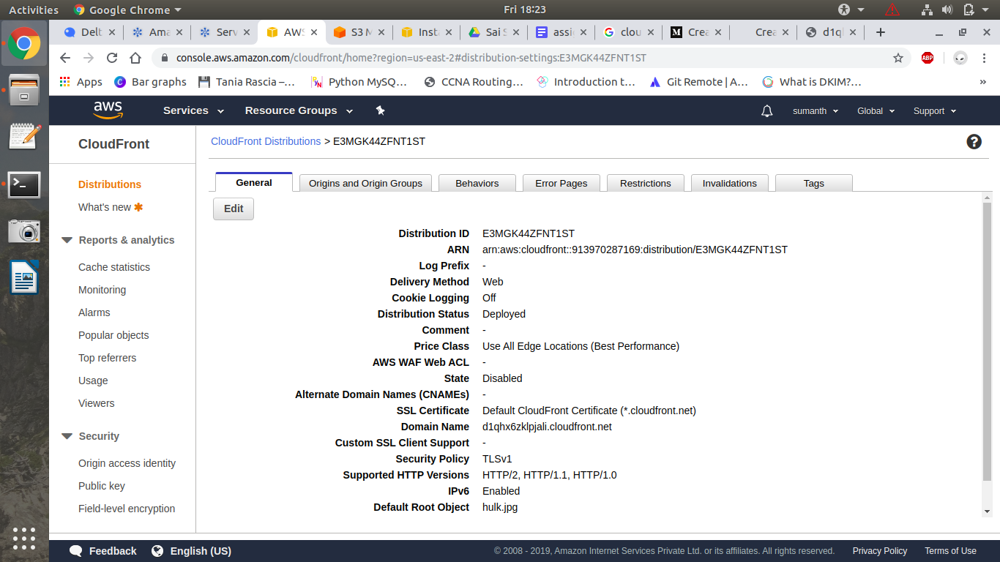 Activities Google Chrome Fri 18:23
Delt Ama Serv AWS S3 M Inst Sai S assi clou Crea Crea d1ql
console.aws.amazon.com/cloudfront/home?region=us-east-2#distribution-settings:E3MGK44ZFNT1ST ABP
Apps Bar graphs Tania Rascia –… Python MySQ… CCNA Routing… Introduction t… Git Remote | A… What is DKIM?… »
aws Services Resource Groups sumanth Global Support
CloudFront
Distributions
What's new
Reports & analytics
Cache statistics
Monitoring
Alarms
Popular objects
Top referrers
Usage
Viewers
Security
Origin access identity
Public key
Field-level encryption
CloudFront Distributions > E3MGK44ZFNT1ST ?
General Origins and Origin Groups Behaviors Error Pages Restrictions Invalidations Tags
Edit
Distribution ID E3MGK44ZFNT1ST
ARN arn:aws:cloudfront::913970287169:distribution/E3MGK44ZFNT1ST
Log Prefix -
Delivery Method Web
Cookie Logging Off
Distribution Status Deployed
Comment -
Price Class Use All Edge Locations (Best Performance)
AWS WAF Web ACL -
State Disabled
Alternate Domain Names (CNAMEs) -
SSL Certificate Default CloudFront Certificate (*.cloudfront.net)
Domain Name d1qhx6zklpjali.cloudfront.net
Custom SSL Client Support -
Security Policy TLSv1
Supported HTTP Versions HTTP/2, HTTP/1.1, HTTP/1.0
IPv6 Enabled
Default Root Object hulk.jpg
Feedback English (US) © 2008 - 2019, Amazon Internet Services Private Ltd. or its affiliates. All rights reserved. Privacy Policy Terms of Use